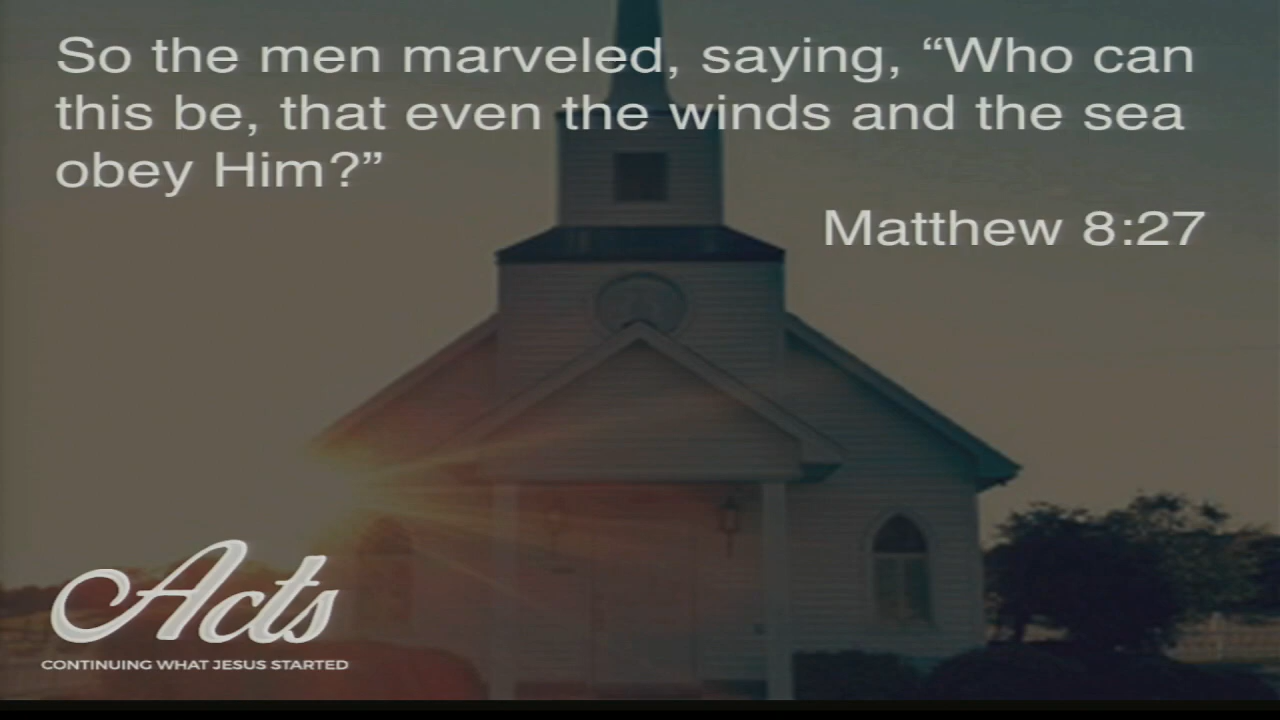 So the men marveled, saying, “Who can
this be, that even the winds and the sea
obey Him?”
Matthew 8:27
Acts
CONTINUING WHAT JESUS STARTED